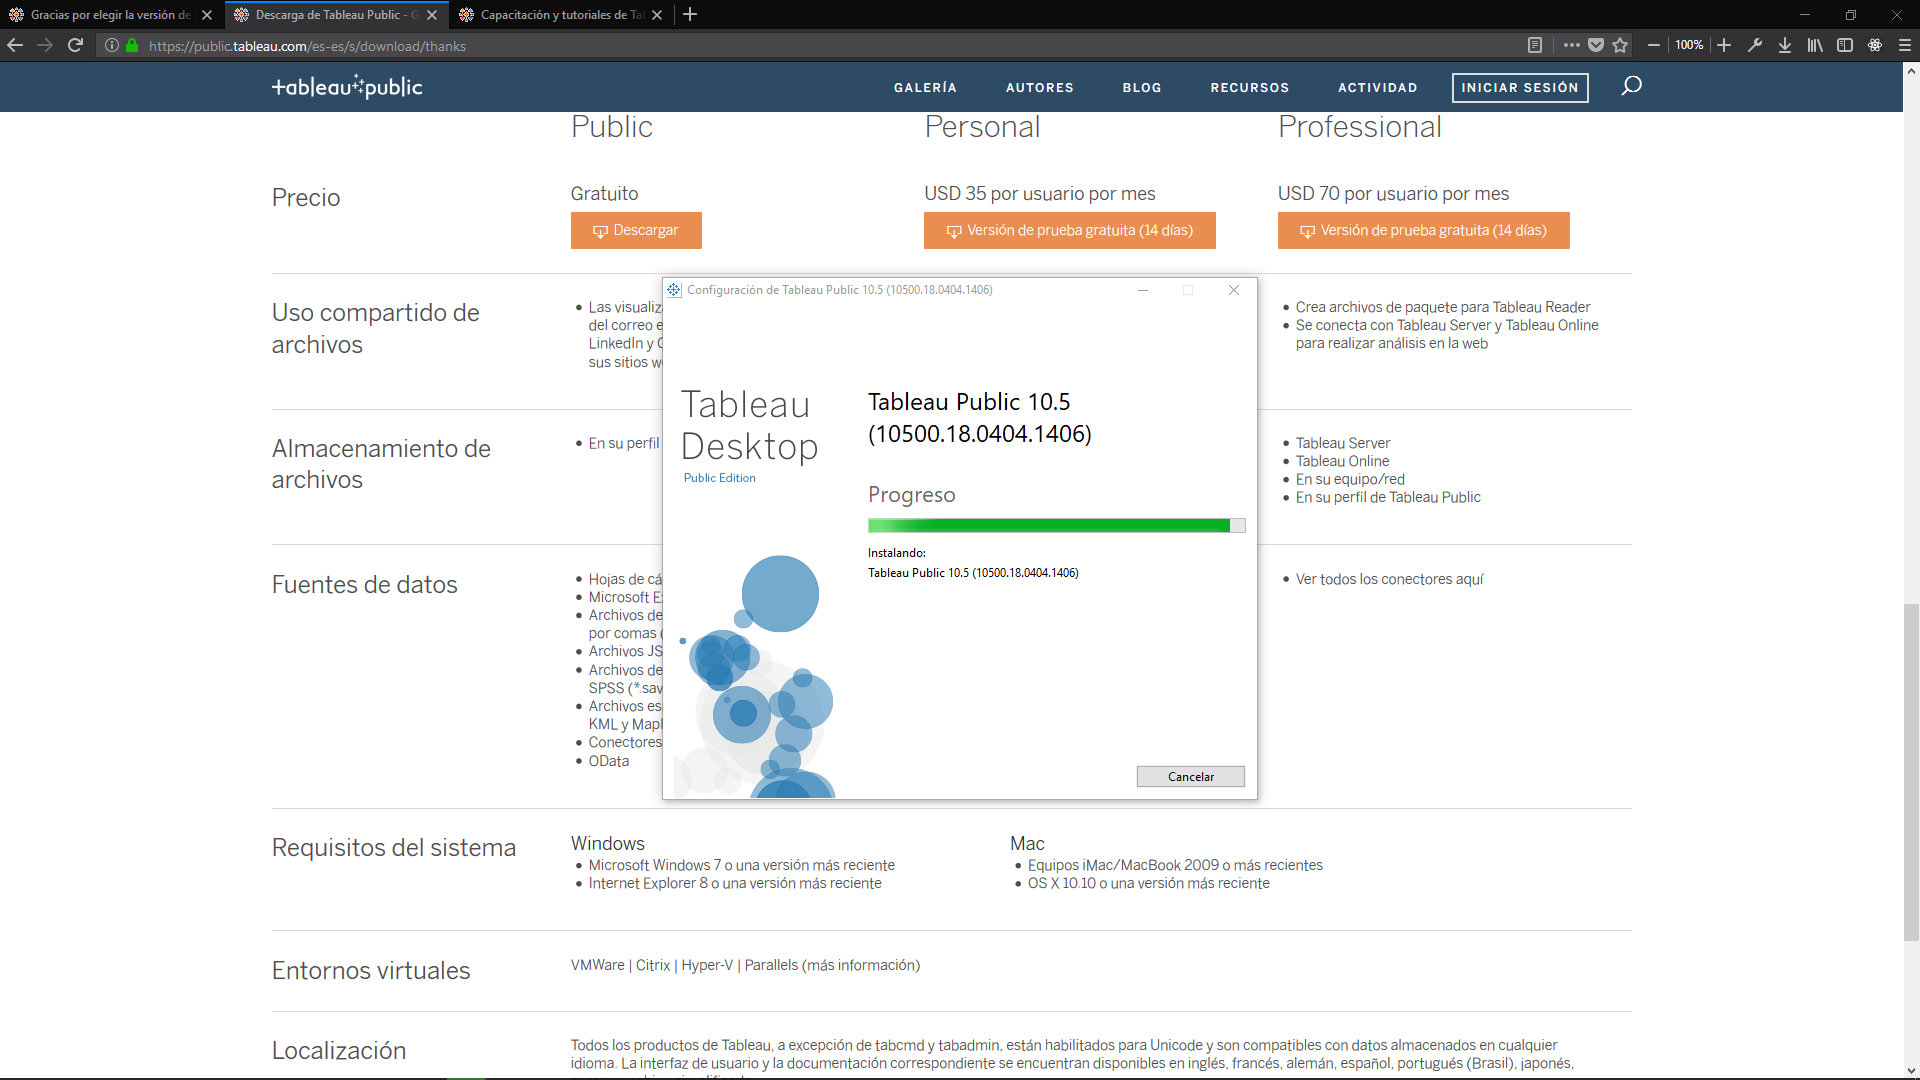 Gracias por elegir la versión de
Descarga de Tableau Public - G
Capacitación y tutoriales de Ta
https://public.tableau.com/es-es/s/download/thanks
100%
tableau public
GALERÍA
AUTORES
BLOG
RECURSOS
ACTIVIDAD
INICIAR SESIÓN
Public
Personal
Professional
Precio
Gratuito
USD 35 por usuario por mes
USD 70 por usuario por mes
Descargar
Versión de prueba gratuita (14 días)
Versión de prueba gratuita (14 días)
Uso compartido de
archivos
Las visualiz
del correo e
LinkedIn y
sus sitios w
Crea archivos de paquete para Tableau Reader
Se conecta con Tableau Server y Tableau Online
para realizar análisis en la web
Almacenamiento de
archivos
En su perfil
Tableau Server
Tableau Online
En su equipo/red
En su perfil de Tableau Public
Fuentes de datos
Hojas de cá
Microsoft E
Archivos de
por comas (
Archivos JS
Archivos de
SPSS (*.sav
Archivos es
KML y MapI
Conectores
OData
Ver todos los conectores aquí
Configuración de Tableau Public 10.5 (10500.18.0404.1406)
Tableau
Desktop
Public Edition
Tableau Public 10.5
(10500.18.0404.1406)
Progreso
Instalando:
Tableau Public 10.5 (10500.18.0404.1406)
Cancelar
Requisitos del sistema
Windows
Microsoft Windows 7 o una versión más reciente
Internet Explorer 8 o una versión más reciente
Mac
Equipos iMac/MacBook 2009 o más recientes
OS X 10.10 o una versión más reciente
Entornos virtuales
VMWare | Citrix | Hyper-V | Parallels (más información)
Localización
Todos los productos de Tableau, a excepción de tabcmd y tabadmin, están habilitados para Unicode y son compatibles con datos almacenados en cualquier
idioma. La interfaz de usuario y la documentación correspondiente se encuentran disponibles en inglés, francés, alemán, español, portugués (Brasil), japonés,